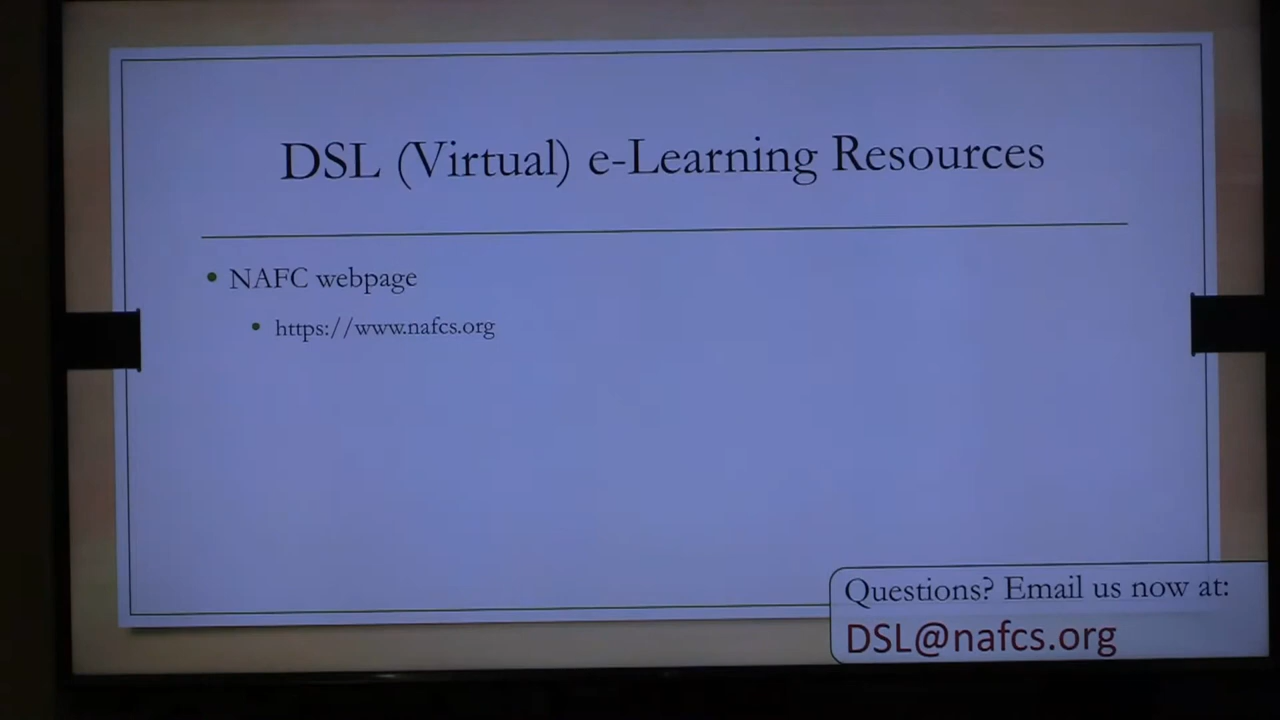 DSL (Virtual) e-Learning Resources
• NAFC webpage
• https://www.nafcs.org
Questions? Email us now at:
DSL@nafcs.org